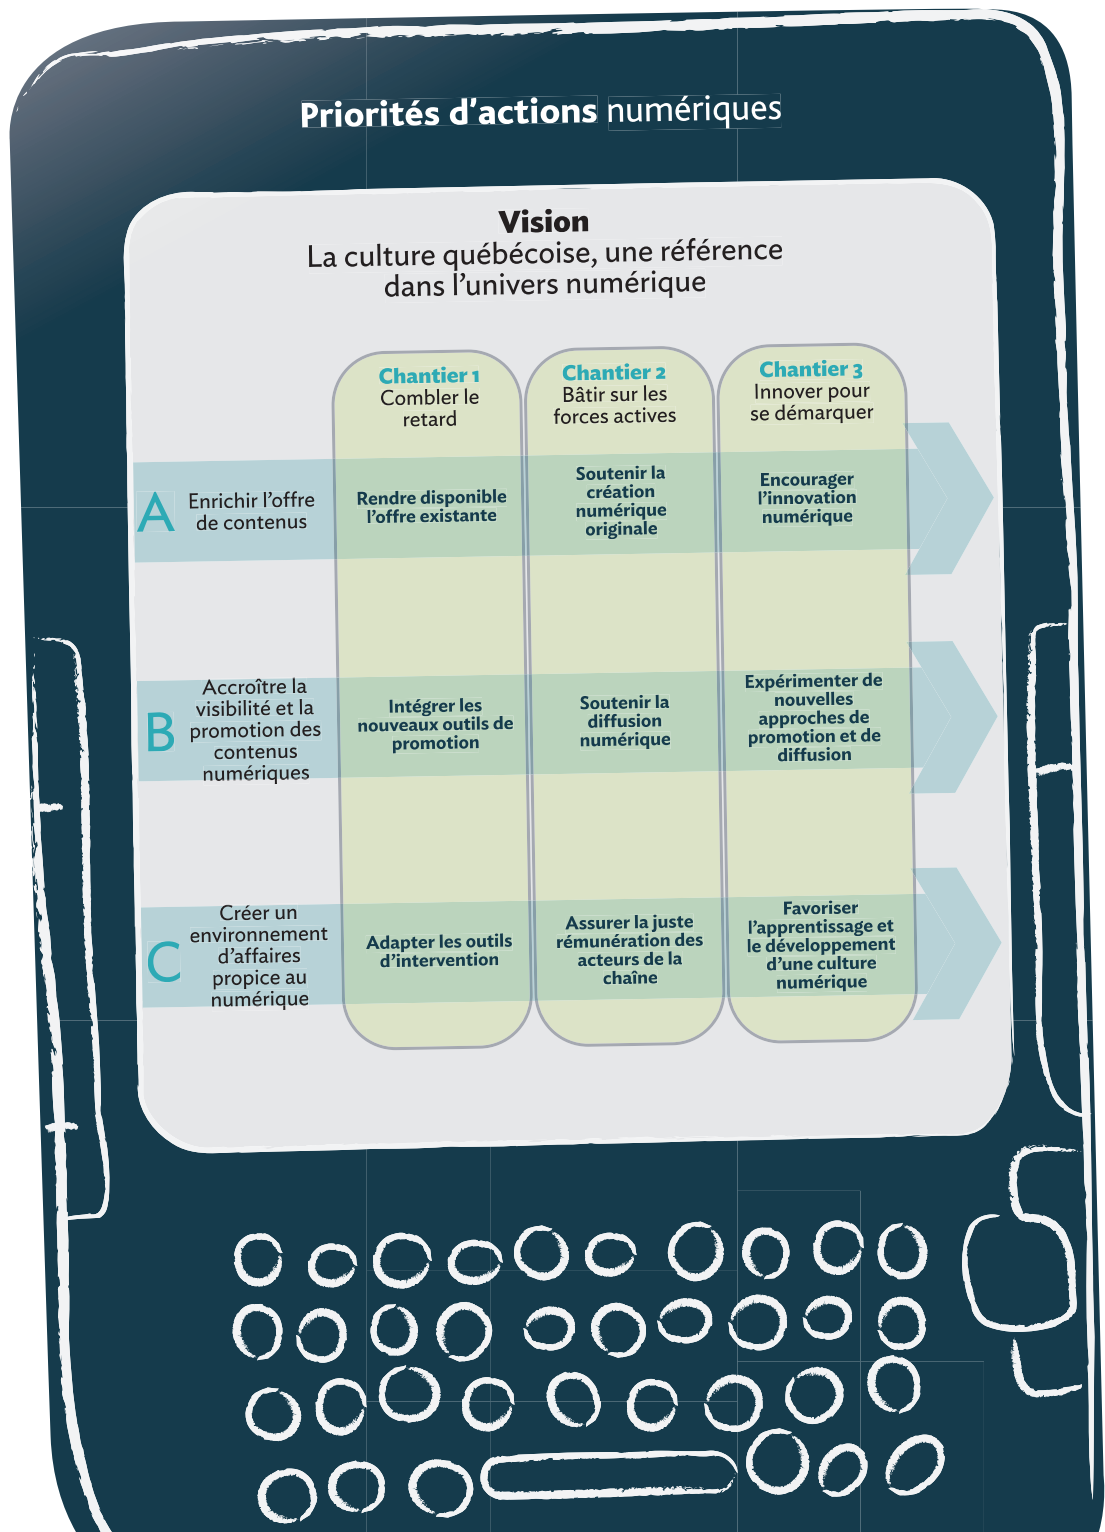 Priorités d'actions numériques
Vision
La culture québécoise, une référence
dans l'univers numérique
Chantier 1
Combler le
retard
Chantier 2
Bâtir sur les
forces actives
Chantier 3
Innover pour
se démarquer
A
Enrichir l'offre
de contenus
Rendre disponible
l'offre existante
Soutenir la
création
numérique
originale
Encourager
l'innovation
numérique
B
Accroître la
visibilité et la
promotion des
contenus
numériques
Intégrer les
nouveaux outils de
promotion
Soutenir la
diffusion
numérique
Expérimenter de
nouvelles
approches de
promotion et de
diffusion
C
Créer un
environnement
d'affaires
propice au
numérique
Adapter les outils
d'intervention
Assurer la juste
rémunération des
acteurs de la
chaîne
Favoriser
l'apprentissage et
le développement
d'une culture
numérique